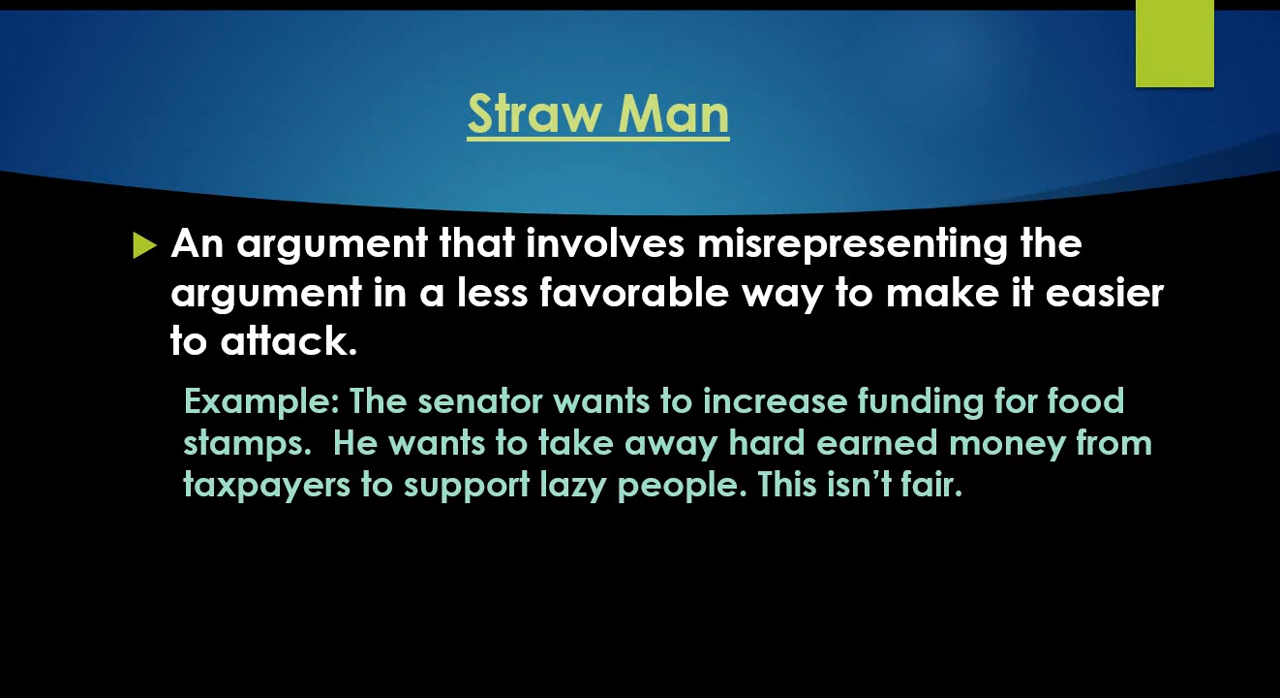 Straw Man
An argument that involves misrepresenting the
argument in a less favorable way to make it easier
to attack.
Example: The senator wants to increase funding for food
stamps.  He wants to take away hard earned money from
taxpayers to support lazy people. This isn’t fair.